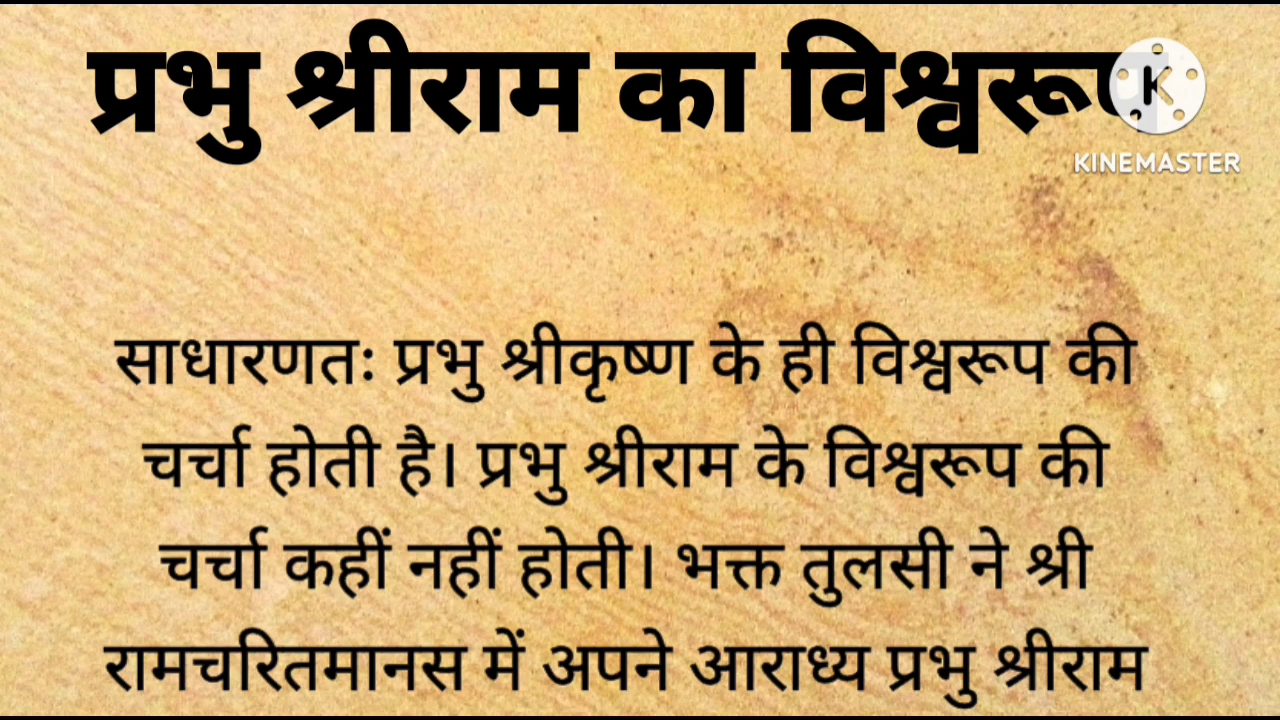 प्रभु श्रीराम का विश्वरूप
KINEMASTER
साधारणतः प्रभु श्रीकृष्ण के ही विश्वरूप की
चर्चा होती है। प्रभु श्रीराम के विश्वरूप की
चर्चा कहीं नहीं होती। भक्त तुलसी ने श्री
रामचरितमानस में अपने आराध्य प्रभु श्रीराम